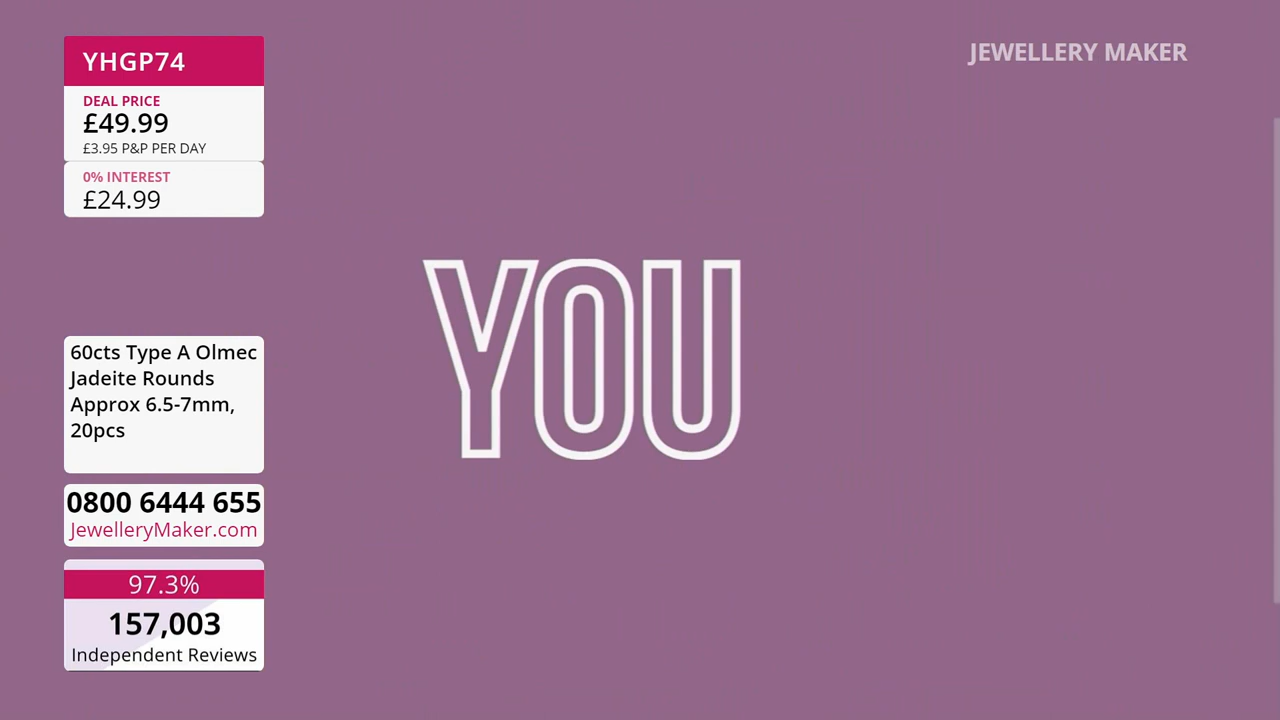 YHGP74
DEAL PRICE
£49.99
£3.95 P&P PER DAY
0% INTEREST
£24.99
60cts Type A Olmec
Jadeite Rounds
Approx 6.5-7mm,
20pcs
0800 6444 655
JewelleryMaker.com
97.3%
157,003
Independent Reviews
YOU
JEWELLERY MAKER